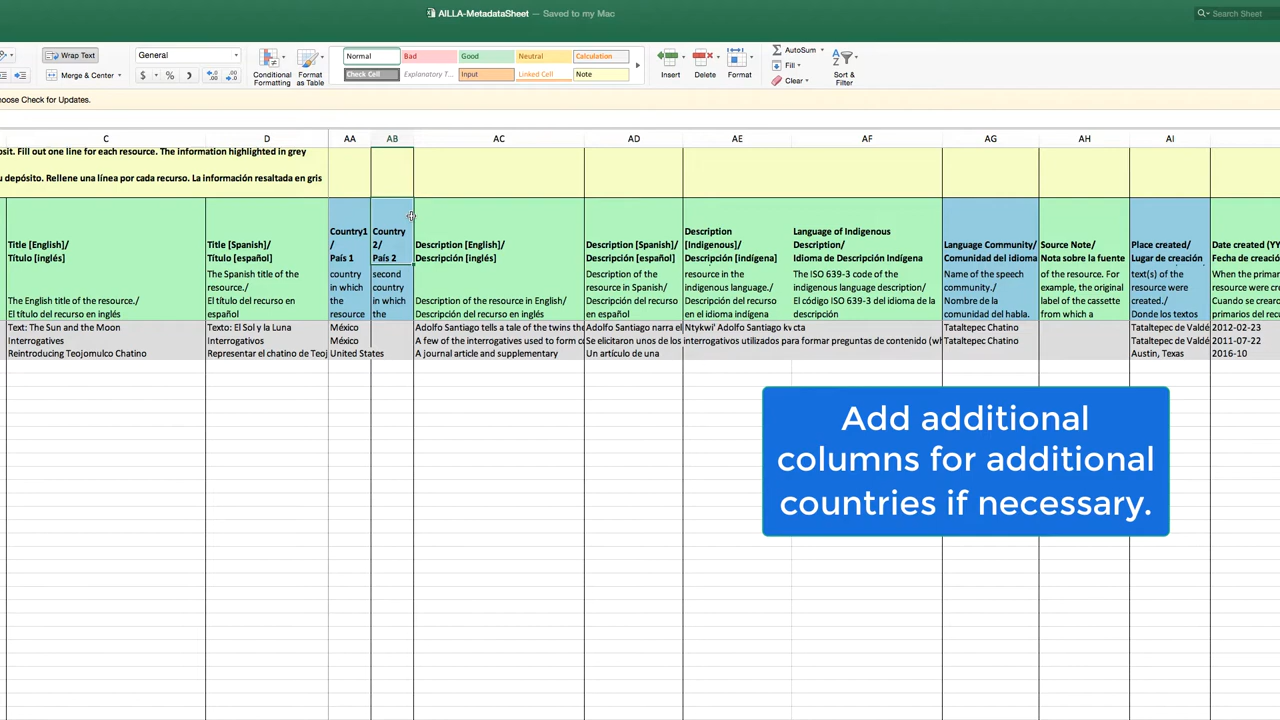 AILLA-MetadataSheet — Saved to my Mac
Search Sheet
Wrap Text
General
Merge & Center
$ % )
Conditional
Formatting
Format
as Table
Normal
Bad
Good
Neutral
Calculation
Check Cell
Explanatory T...
Input
Linked Cell
Note
Insert
Delete
Format
AutoSum
Fill
Clear
Sort &
Filter
hoose Check for Updates.
C D AA AB AC AD AE AF AG AH AI
osit. Fill out one line for each resource. The information highlighted in grey
u depósito. Rellene una línea por cada recurso. La información resaltada en gris
Title [English]/
Título [inglés]
Title [Spanish]/
Título [español]
Country1
/
País 1
Country
2/
País 2
Description [English]/
Descripción [inglés]
Description [Spanish]/
Descripción [español]
Description
[Indigenous]/
Descripción [indígena]
Language of Indigenous
Description/
Idioma de Descripción Indígena
Language Community/
Comunidad del idioma
Source Note/
Nota sobre la fuente
Place created/
Lugar de creación
Date created (YY
Fecha de creación
The English title of the resource./
El título del recurso en inglés
The Spanish title of the
resource./
El título del recurso en
español
country
in which
the
resource
second
country
in which
the
Description of the resource in English/
Descripción del recurso en inglés
Description of the
resource in Spanish/
Descripción del recurso
en español
resource in the
indigenous language./
Descripción del recurso
en el idioma indígena
The ISO 639-3 code of the
indigenous language description/
El código ISO 639-3 del idioma de la
descripción
Name of the speech
community./
Nombre de la
comunidad del habla.
of the resource. For
example, the original
label of the cassette
from which a
text(s) of the
resource were
created./
Donde los textos
When the primar
resource were cre
Cuando se crearo
primarios del recu
Text: The Sun and the Moon
Texto: El Sol y la Luna
México
Adolfo Santiago tells a tale of the twins th
Adolfo Santiago narra el
Ntykwi' Adolfo Santiago kv
cta
Tataltepec Chatino
Tataltepec de Valdé
2012-02-23
Interrogatives
Interrogativos
México
A few of the interrogatives used to form c
Se elicitaron unos de los interrogativos utilizados para formar preguntas de contenido (wh
Tataltepec Chatino
Tataltepec de Valdé
2011-07-22
Reintroducing Teojomulco Chatino
Representar el chatino de Teoj
United States
A journal article and supplementary
Un artículo de una
Austin, Texas
2016-10
Add additional
columns for additional
countries if necessary.